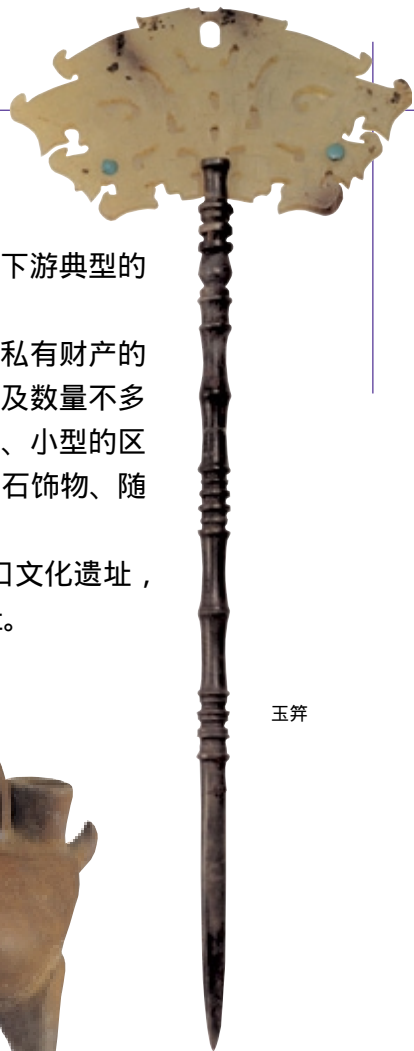 下游典型的
私有财产的
及数量不多
、小型的区
石饰物、随
口文化遗址，
。
玉笄